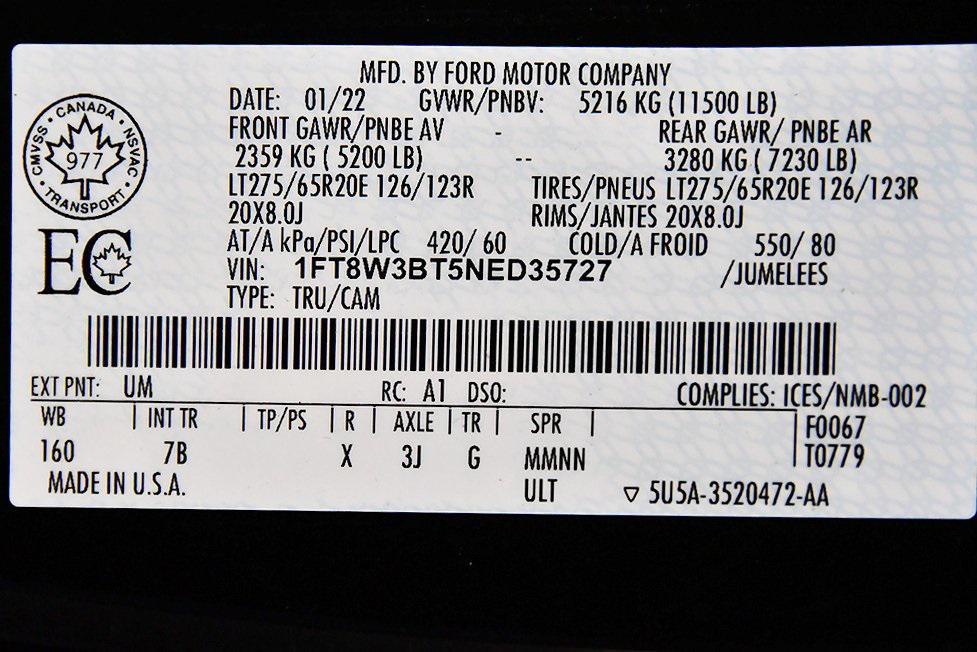 MFD. BY FORD MOTOR COMPANY
DATE: 01/22 GVWR/PNBV: 5216 KG (11500 LB)
FRONT GAWR/PNBE AV - REAR GAWR/ PNBE AR
2359 KG ( 5200 LB) -- 3280 KG ( 7230 LB)
LT275/65R20E 126/123R TIRES/PNEUS LT275/65R20E 126/123R
20X8.0J RIMS/JANTES 20X8.0J
AT/A kPa/PSI/LPC 420/ 60 COLD/A FROID 550/ 80
VIN: 1FT8W3BT5NED35727 /JUMELEES
TYPE: TRU/CAM
CANADA
CMVSS • NSVAC
977
TRANSPORT
EC
EXT PNT: UM RC: A1 DSO: COMPLIES: ICES/NMB-002
WB | INT TR | TP/PS | R | AXLE | TR | SPR | F0067
160 7B X 3J G MMNN T0779
MADE IN U.S.A. ULT ▽ 5U5A-3520472-AA